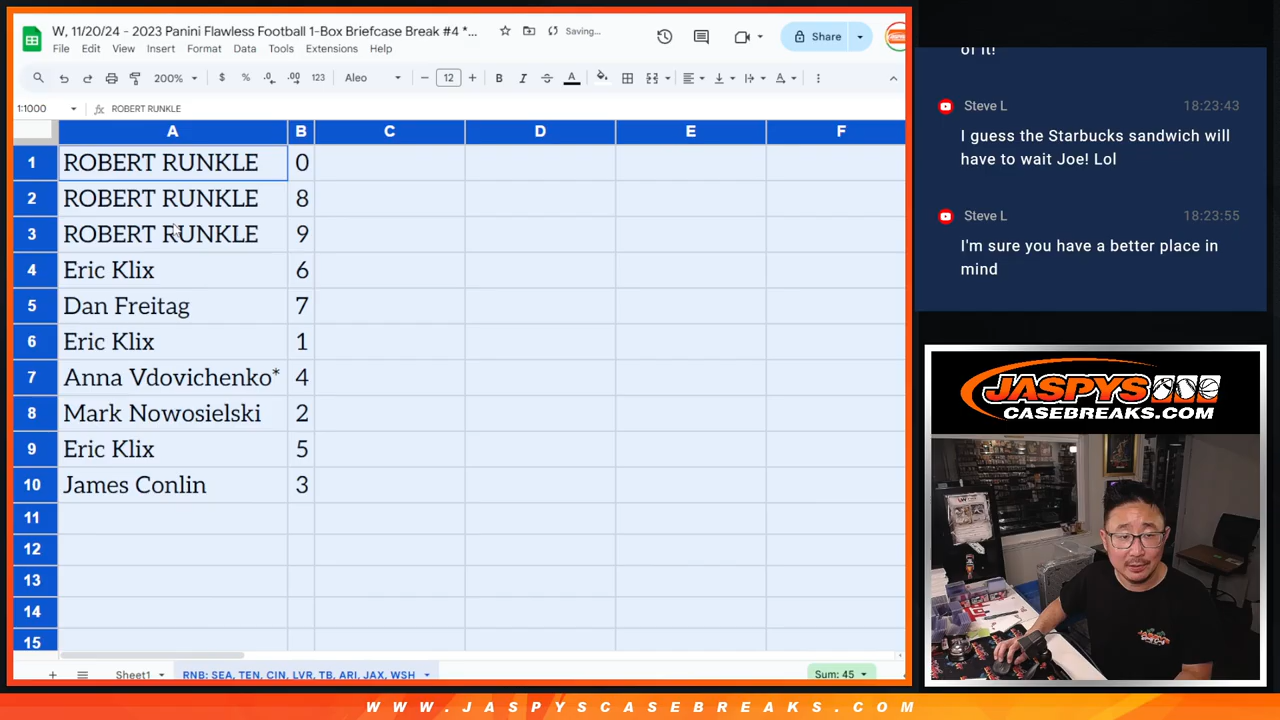 W, 11/20/24 - 2023 Panini Flawless Football 1-Box Briefcase Break #4 *...
Saving...
Share
File Edit View Insert Format Data Tools Extensions Help
200% $ % .0 .00 123 Aleo 12 B I S A
1:1000 fx ROBERT RUNKLE
A B C D E F
1 ROBERT RUNKLE 0
2 ROBERT RUNKLE 8
3 ROBERT RUNKLE 9
4 Eric Klix 6
5 Dan Freitag 7
6 Eric Klix 1
7 Anna Vdovichenko* 4
8 Mark Nowosielski 2
9 Eric Klix 5
10 James Conlin 3
11
12
13
14
15
Sheet1 RNB: SEA, TEN, CIN, LVR, TB, ARI, JAX, WSH Sum: 45
of it!
Steve L 18:23:43
I guess the Starbucks sandwich will
have to wait Joe! Lol
Steve L 18:23:55
I'm sure you have a better place in
mind
JASPYS
CASEBREAKS.COM
WWW.JASPYSCASEBREAKS.COM